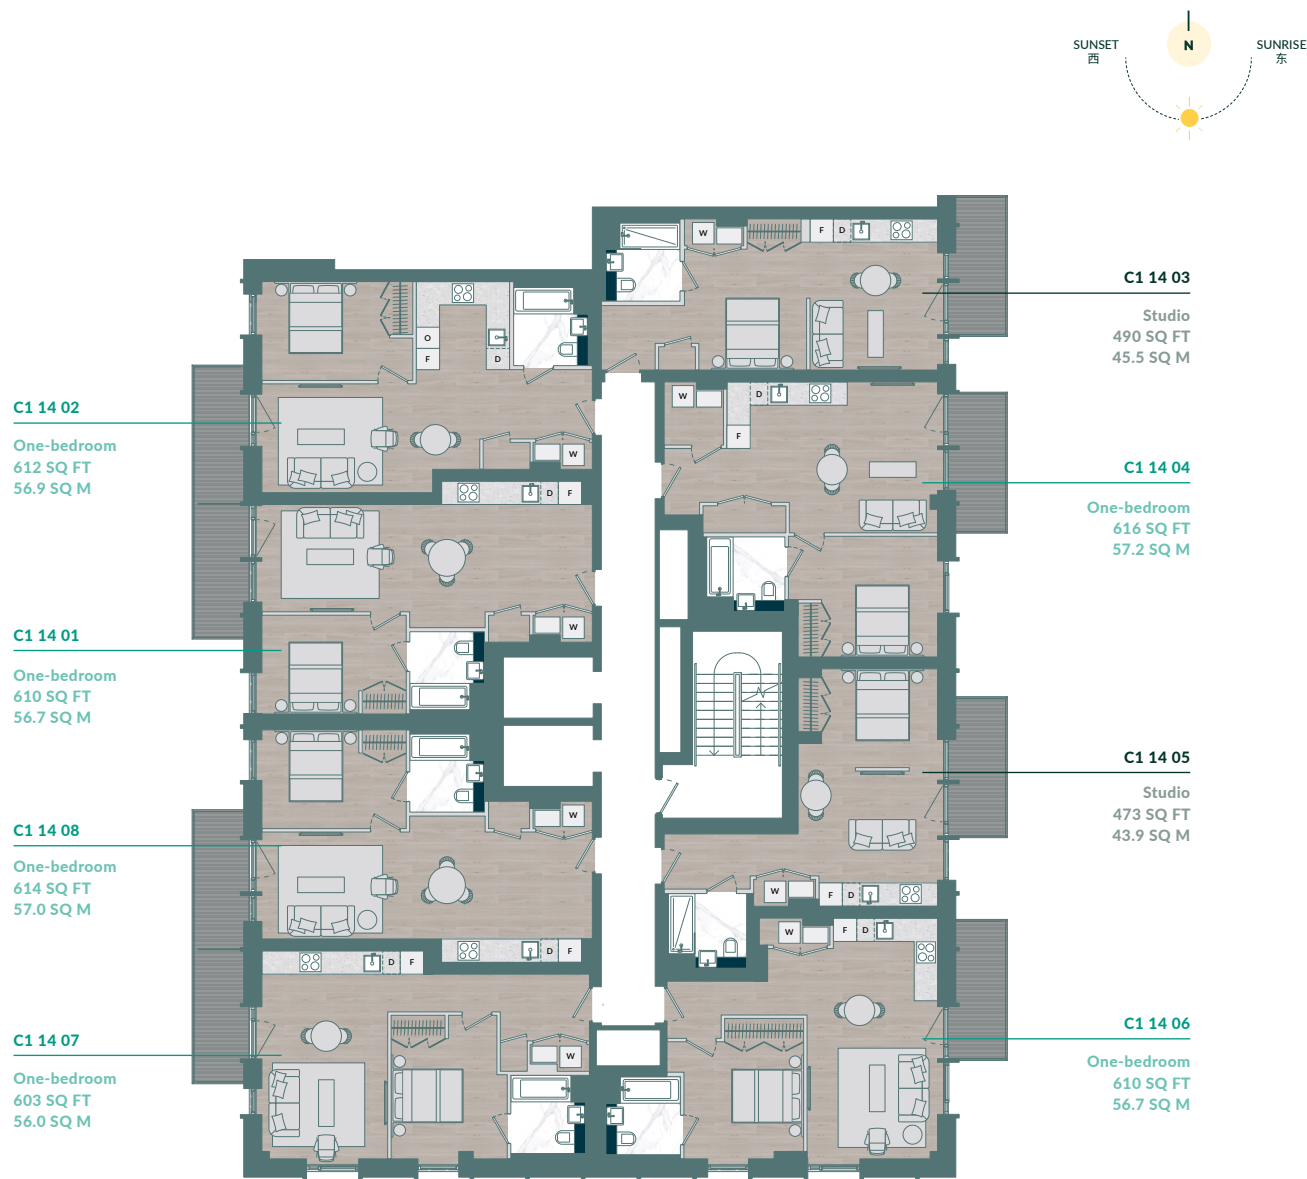 N
SUNSET
西
SUNRISE
东
W
F
D
C1 14 03
Studio
490 SQ FT
45.5 SQ M
O
F
D
C1 14 02
One-bedroom
612 SQ FT
56.9 SQ M
W
W
D
F
C1 14 04
One-bedroom
616 SQ FT
57.2 SQ M
D
F
W
C1 14 01
One-bedroom
610 SQ FT
56.7 SQ M
C1 14 05
Studio
473 SQ FT
43.9 SQ M
W
C1 14 08
One-bedroom
614 SQ FT
57.0 SQ M
W
F
D
W
F
D
D
F
D
F
C1 14 07
One-bedroom
603 SQ FT
56.0 SQ M
W
C1 14 06
One-bedroom
610 SQ FT
56.7 SQ M